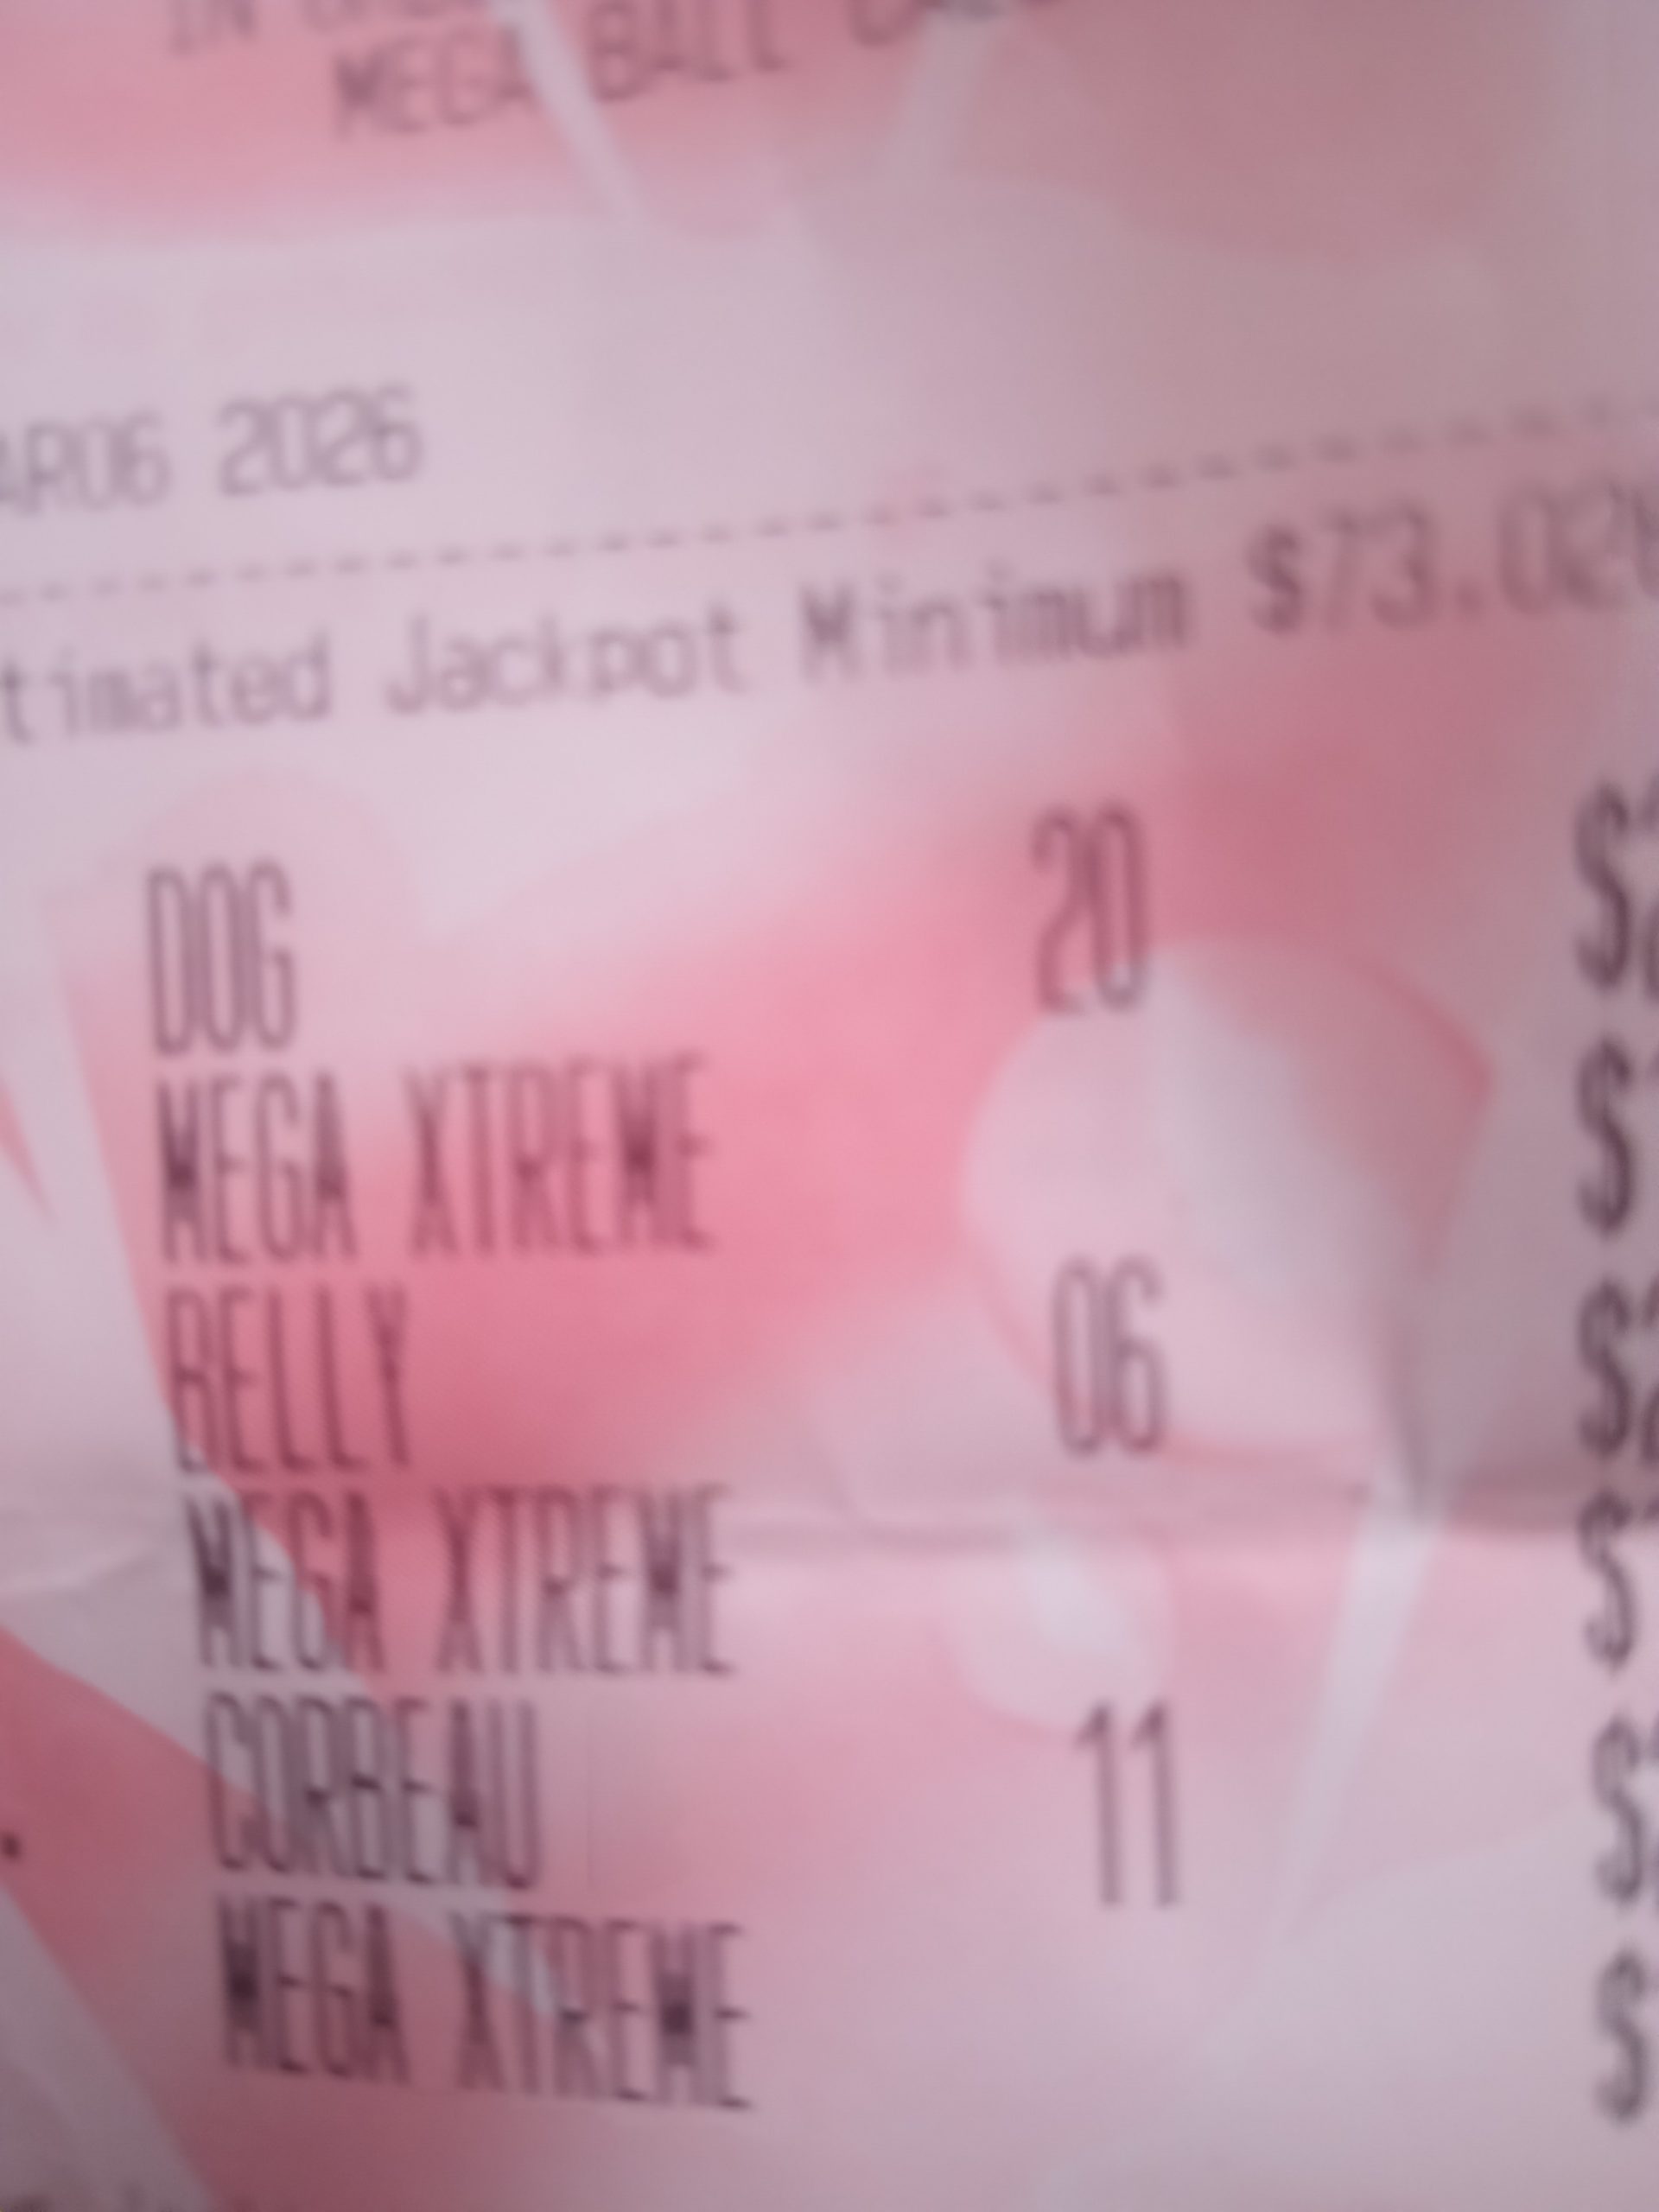 MEGA BALL
AR06 2026
timated Jackpot Minimum $73.02
DOG 20 $
MEGA XTREME $
BELLY 06 $
MEGA XTREME $
CORBEAU 11 $
MEGA XTREME $